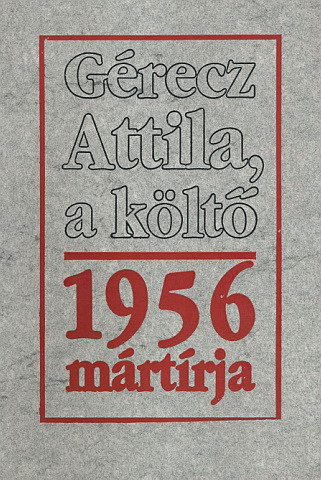 Gérecz
Attila,
a költő
1956
mártírja